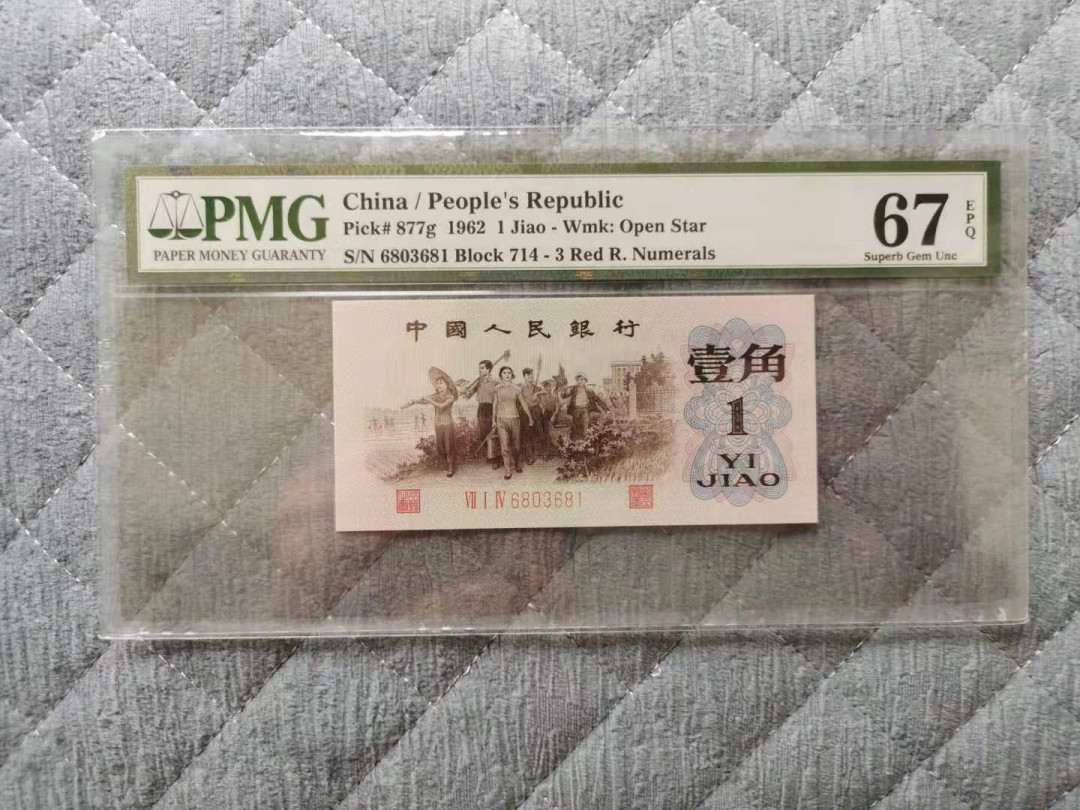 PMG
PAPER MONEY GUARANTY
China / People's Republic
Pick# 877g 1962 1 Jiao - Wmk: Open Star
S/N 6803681 Block 714 - 3 Red R. Numerals
67
EPQ
Superb Gem Unc
中國人民銀行
壹角
1
YI
JIAO
VII I IV 6803681